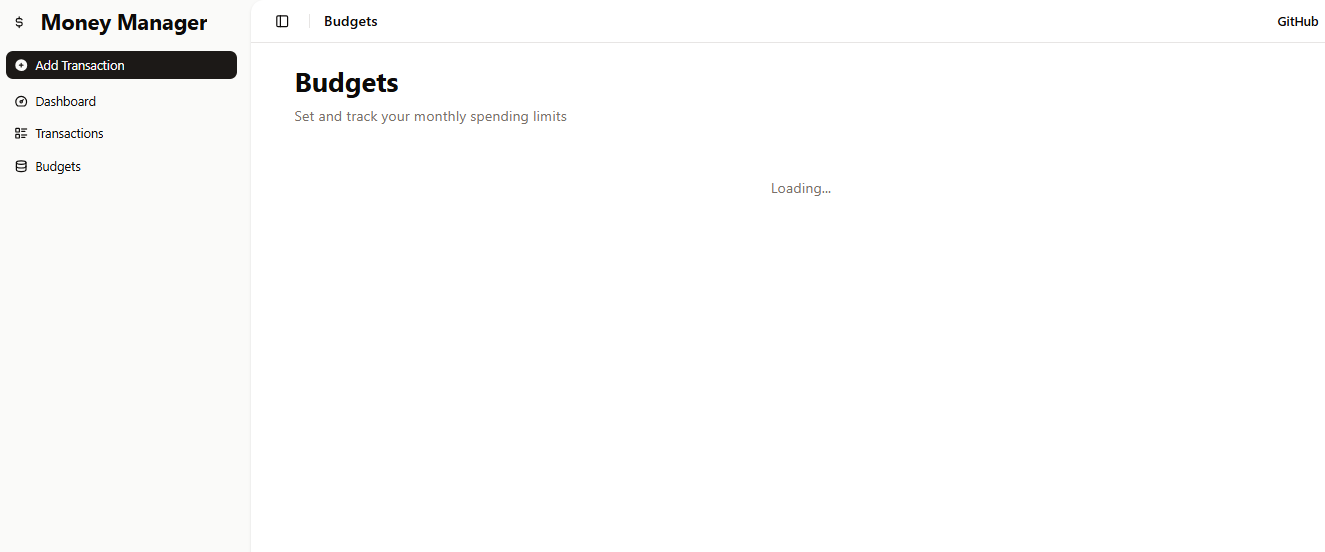 $ Money Manager
Add Transaction
Dashboard
Transactions
Budgets
Budgets
GitHub
Budgets
Set and track your monthly spending limits
Loading...